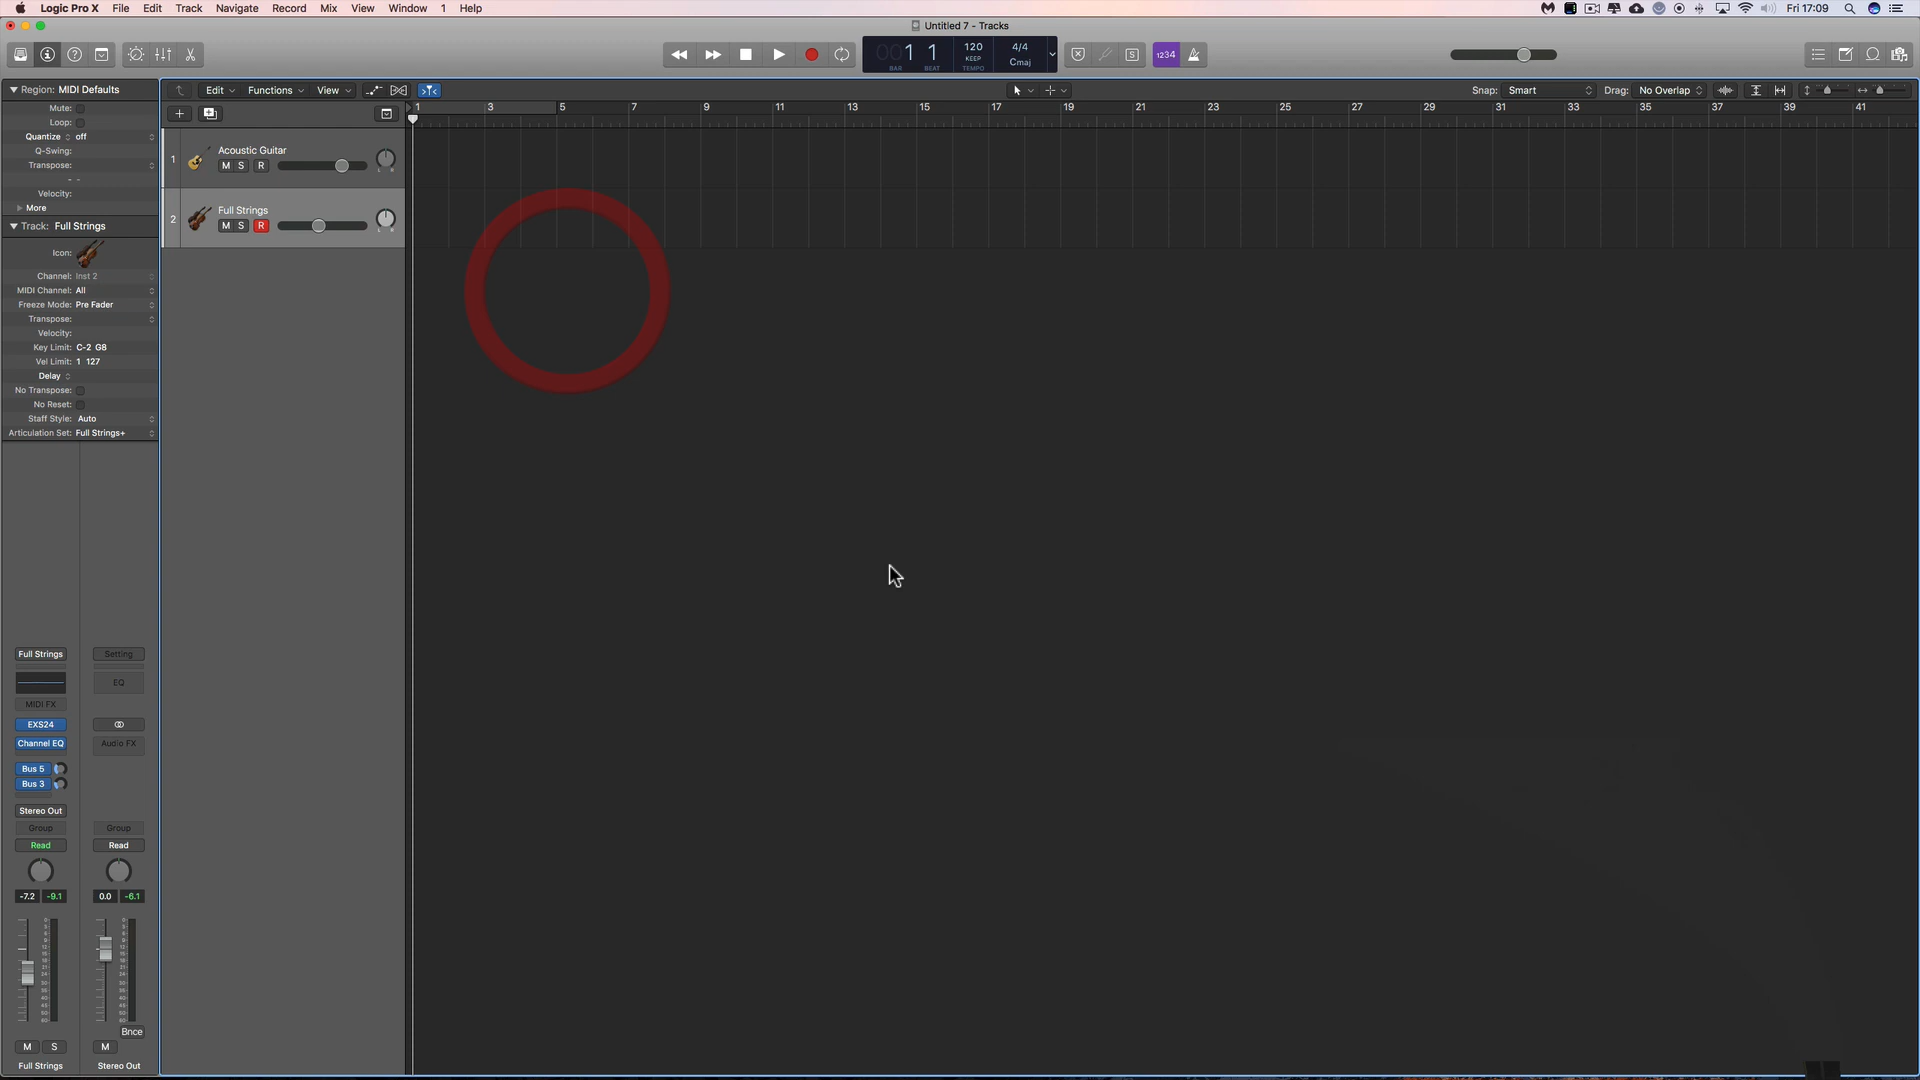 Logic Pro X File Edit Track Navigate Record Mix View Window 1 Help Fri 17:09
Untitled 7 - Tracks
1 1 120 KEEP TEMPO 4/4 Cmaj BAR BEAT 1234
Region: MIDI Defaults
Edit Functions View Snap: Smart Drag: No Overlap
Mute:
Loop:
Quantize off
Q-Swing:
Transpose:
- -
Velocity:
More
1 3 5 7 9 11 13 15 17 19 21 23 25 27 29 31 33 35 37 39 41
1 Acoustic Guitar
M S R
L R
2 Full Strings
M S R
L R
Track: Full Strings
Icon:
Channel: Inst 2
MIDI Channel: All
Freeze Mode: Pre Fader
Transpose:
Velocity:
Key Limit: C-2 G8
Vel Limit: 1 127
Delay
No Transpose:
No Reset:
Staff Style: Auto
Articulation Set: Full Strings+
Full Strings Setting
EQ
MIDI FX
EXS24
Channel EQ Audio FX
Bus 5
Bus 3
Stereo Out
Group Group
Read Read
-7.2 -9.1 0.0 -6.1
Bnce
M S M
Full Strings Stereo Out